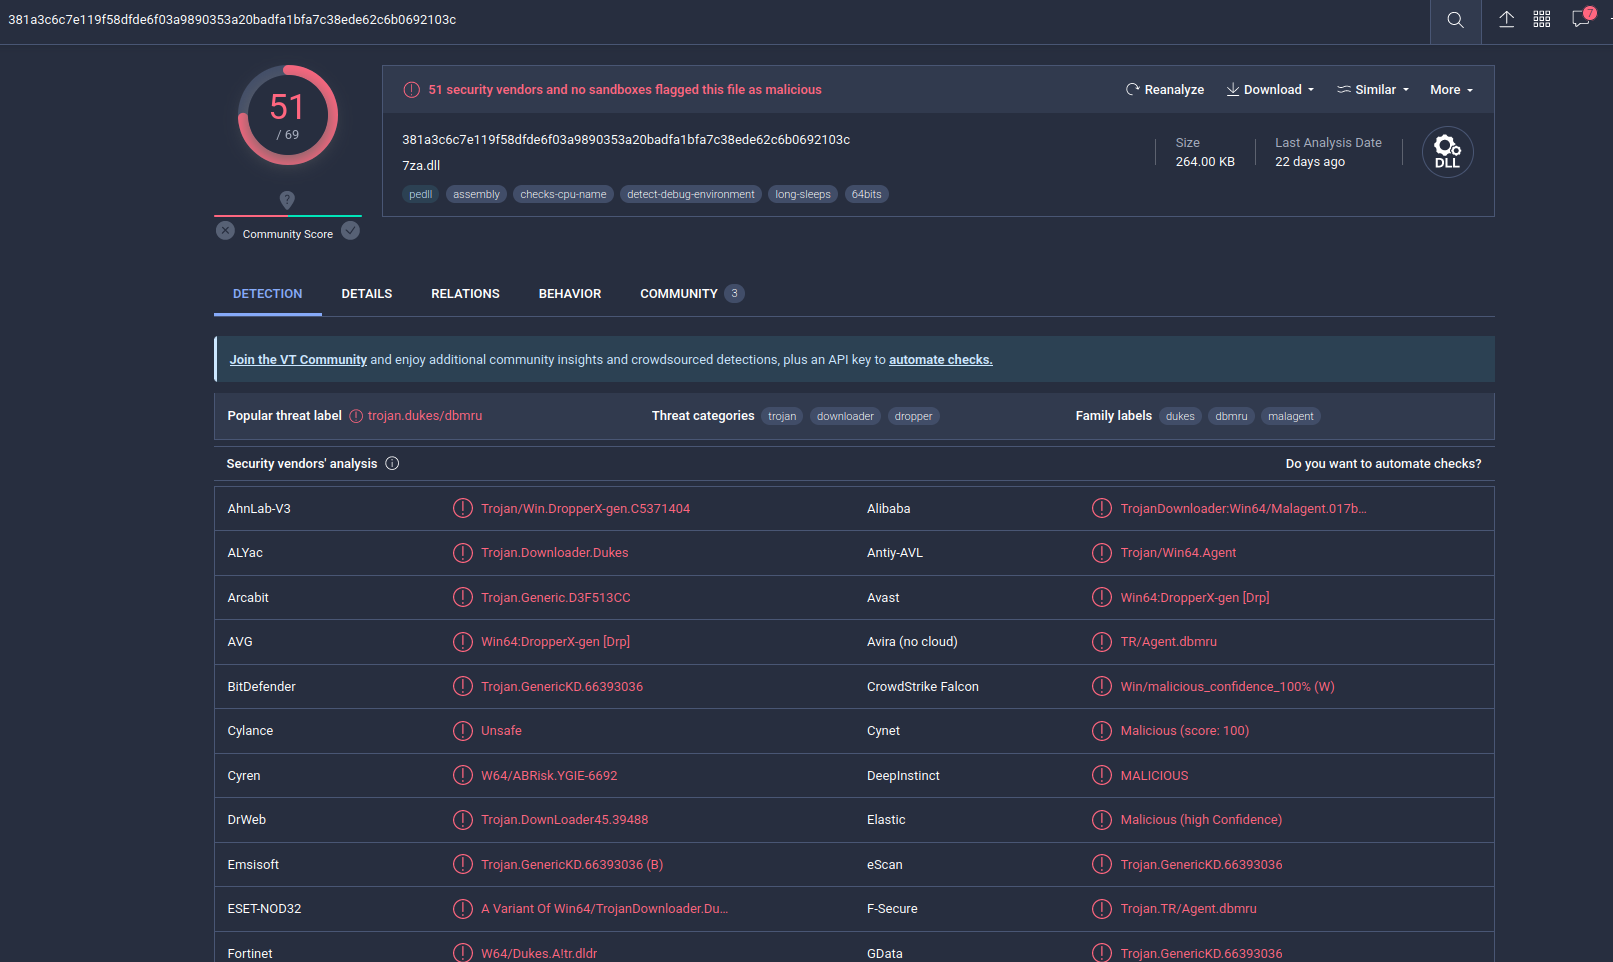 381a3c6c7e119f58dfde6f03a9890353a20badfa1bfa7c38ede62c6b0692103c
7
51
/ 69
? 
Community Score
51 security vendors and no sandboxes flagged this file as malicious
Reanalyze
Download
Similar
More
381a3c6c7e119f58dfde6f03a9890353a20badfa1bfa7c38ede62c6b0692103c
7za.dll
pedll assembly checks-cpu-name detect-debug-environment long-sleeps 64bits
Size
264.00 KB
Last Analysis Date
22 days ago
DLL
DETECTION DETAILS RELATIONS BEHAVIOR COMMUNITY 3
Join the VT Community and enjoy additional community insights and crowdsourced detections, plus an API key to automate checks.
Popular threat label trojan.dukes/dbmru Threat categories trojan downloader dropper Family labels dukes dbmru malagent
Security vendors' analysis Do you want to automate checks?
AhnLab-V3 Trojan/Win.DropperX-gen.C5371404 Alibaba TrojanDownloader:Win64/Malagent.017b...
ALYac Trojan.Downloader.Dukes Antiy-AVL Trojan/Win64.Agent
Arcabit Trojan.Generic.D3F513CC Avast Win64:DropperX-gen [Drp]
AVG Win64:DropperX-gen [Drp] Avira (no cloud) TR/Agent.dbmru
BitDefender Trojan.GenericKD.66393036 CrowdStrike Falcon Win/malicious_confidence_100% (W)
Cylance Unsafe Cynet Malicious (score: 100)
Cyren W64/ABRisk.YGIE-6692 DeepInstinct MALICIOUS
DrWeb Trojan.DownLoader45.39488 Elastic Malicious (high Confidence)
Emsisoft Trojan.GenericKD.66393036 (B) eScan Trojan.GenericKD.66393036
ESET-NOD32 A Variant Of Win64/TrojanDownloader.Du... F-Secure Trojan.TR/Agent.dbmru
Fortinet W64/Dukes.A!tr.dldr GData Trojan.GenericKD.66393036